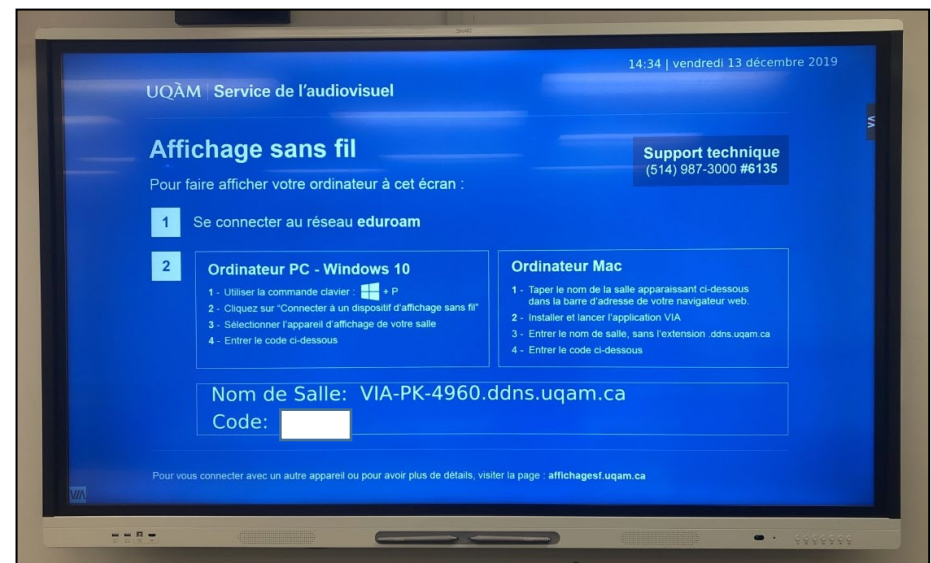 SMART
14:34 | vendredi 13 décembre 2019
UQÀM Service de l'audiovisuel
VIA
Affichage sans fil
Support technique
(514) 987-3000 #6135
Pour faire afficher votre ordinateur à cet écran :
1 Se connecter au réseau eduroam
2
Ordinateur PC - Windows 10
1 - Utiliser la commande clavier : + P
2 - Cliquez sur "Connecter à un dispositif d'affichage sans fil"
3 - Sélectionner l'appareil d'affichage de votre salle
4 - Entrer le code ci-dessous
Ordinateur Mac
1 - Taper le nom de la salle apparaissant ci-dessous
dans la barre d'adresse de votre navigateur web.
2 - Installer et lancer l'application VIA
3 - Entrer le nom de salle, sans l'extension .ddns.uqam.ca
4 - Entrer le code ci-dessous
Nom de Salle: VIA-PK-4960.ddns.uqam.ca
Code:
Pour vous connecter avec un autre appareil ou pour avoir plus de détails, visiter la page : affichagesf.uqam.ca
VIA